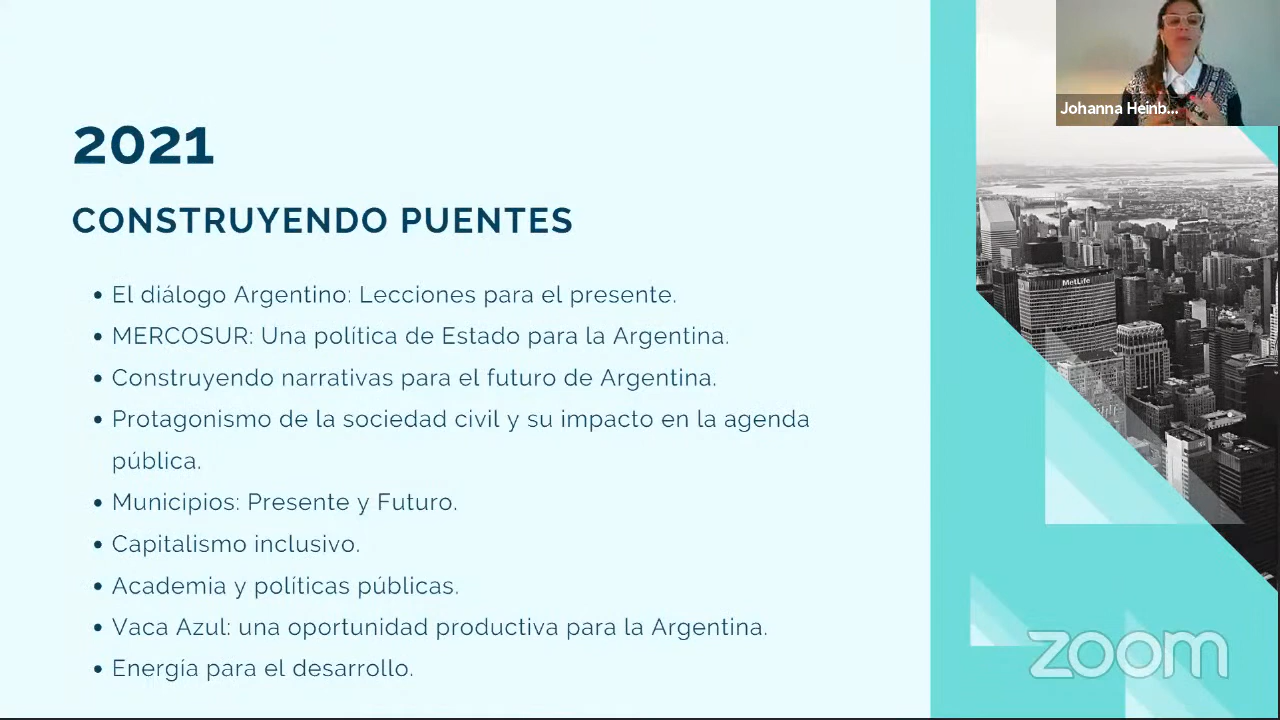 Johanna Heinb...
2021
CONSTRUYENDO PUENTES
• El diálogo Argentino: Lecciones para el presente.
• MERCOSUR: Una política de Estado para la Argentina.
• Construyendo narrativas para el futuro de Argentina.
• Protagonismo de la sociedad civil y su impacto en la agenda
pública.
• Municipios: Presente y Futuro.
• Capitalismo inclusivo.
• Academia y políticas públicas.
• Vaca Azul: una oportunidad productiva para la Argentina.
• Energía para el desarrollo.
MetLife
zoom